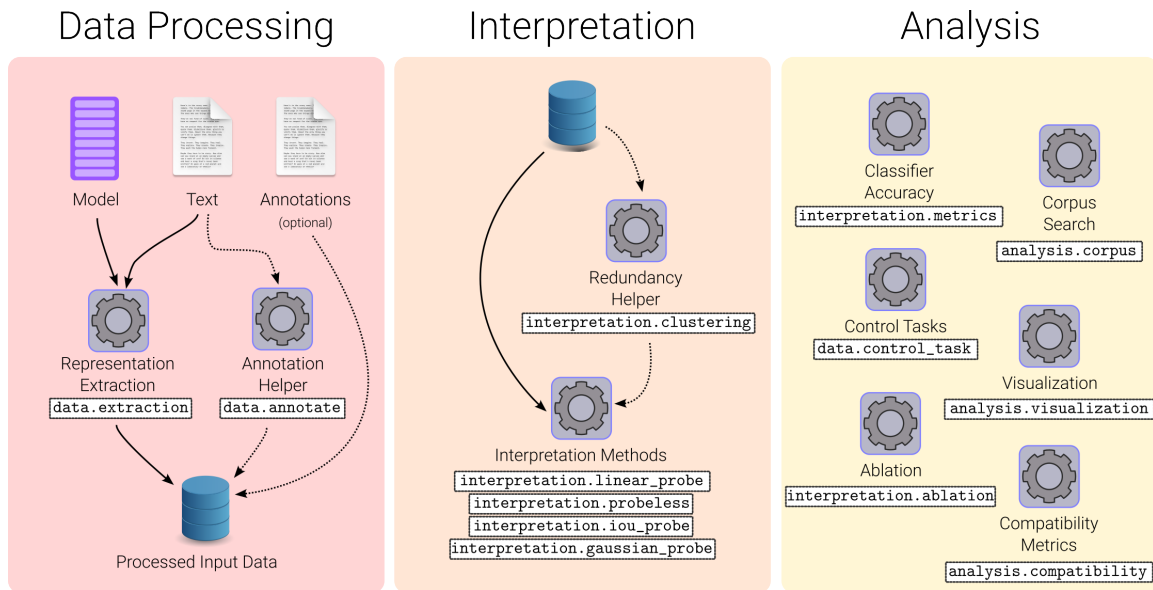 Data Processing
Model
Text
Annotations
(optional)
Representation
Extraction
data.extraction
Annotation
Helper
data.annotate
Processed Input Data
Interpretation
Redundancy
Helper
interpretation.clustering
Interpretation Methods
interpretation.linear_probe
interpretation.probeless
interpretation.iou_probe
interpretation.gaussian_probe
Analysis
Classifier
Accuracy
interpretation.metrics
Corpus
Search
analysis.corpus
Control Tasks
data.control_task
Visualization
analysis.visualization
Ablation
interpretation.ablation
Compatibility
Metrics
analysis.compatibility